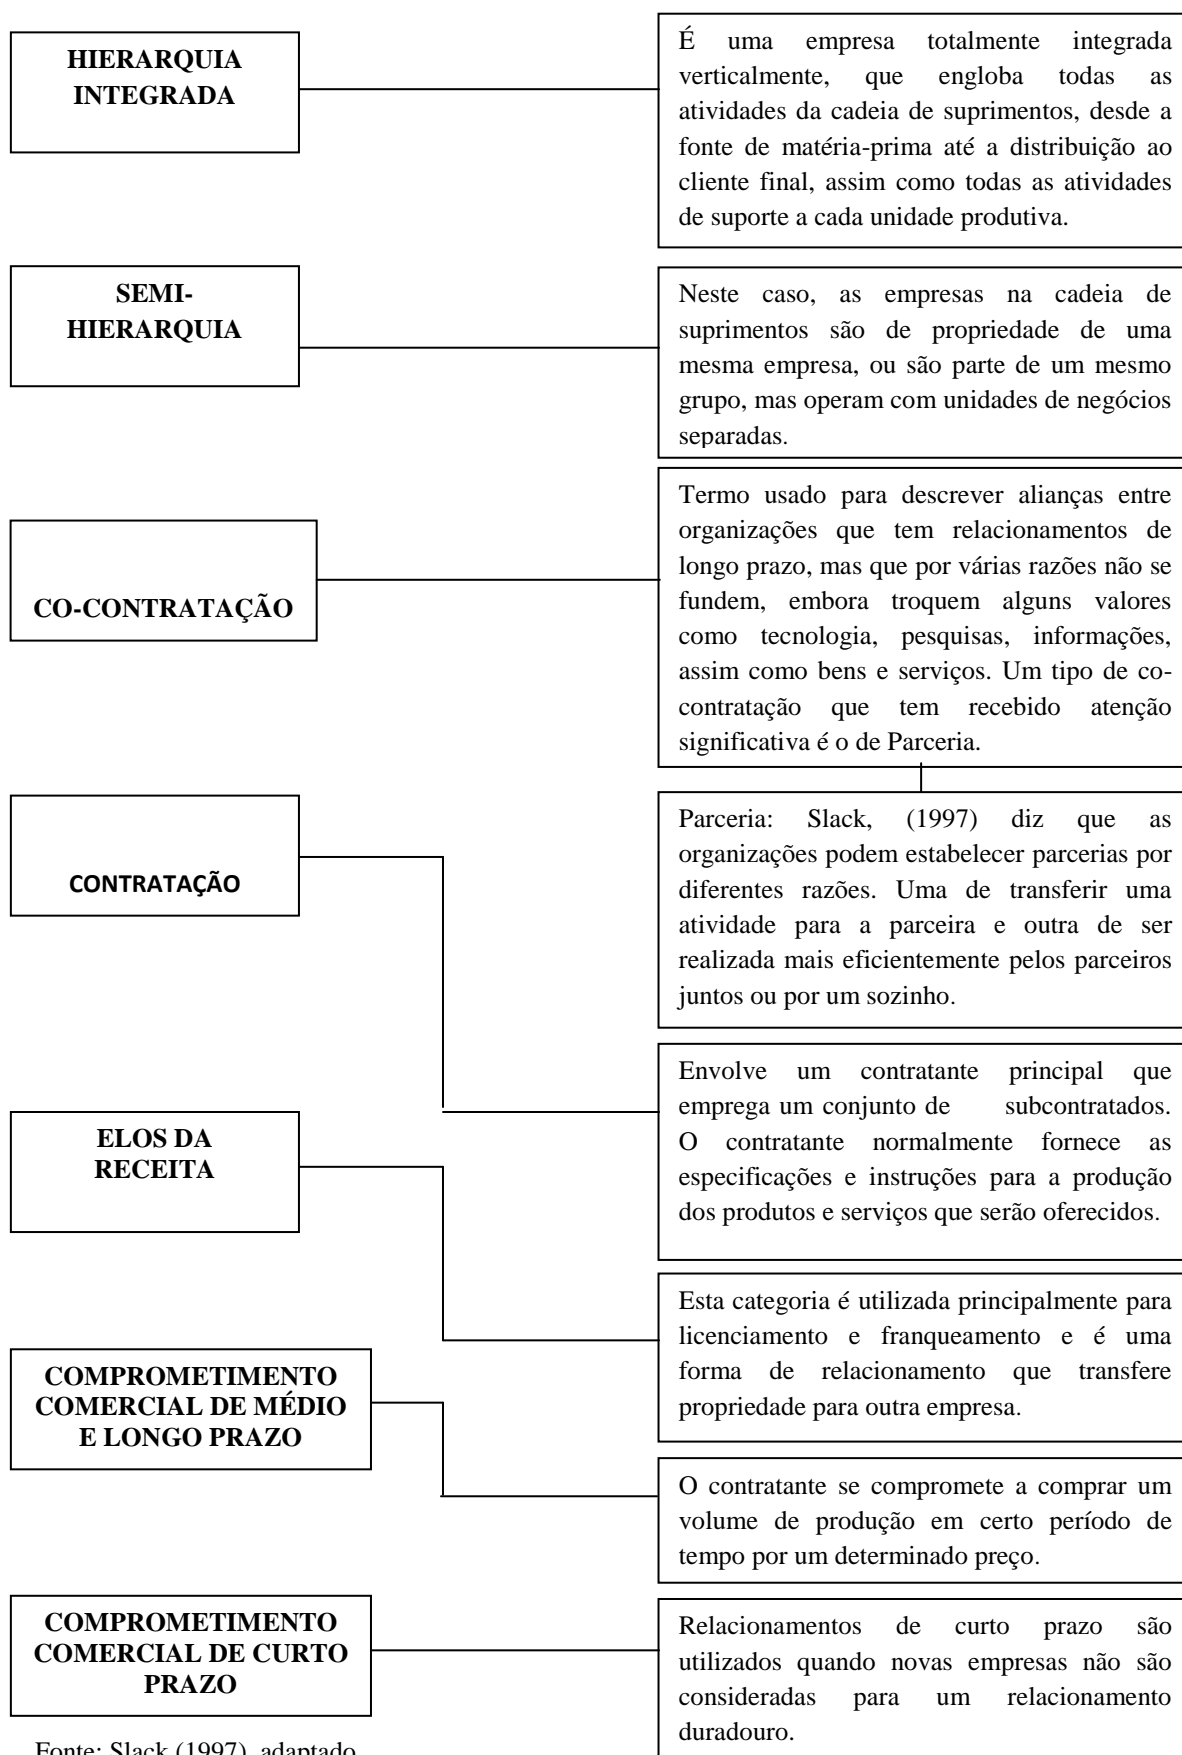 HIERARQUIA
INTEGRADA
É uma empresa totalmente integrada
verticalmente, que engloba todas as
atividades da cadeia de suprimentos, desde a
fonte de matéria-prima até a distribuição ao
cliente final, assim como todas as atividades
de suporte a cada unidade produtiva.
SEMI-
HIERARQUIA
Neste caso, as empresas na cadeia de
suprimentos são de propriedade de uma
mesma empresa, ou são parte de um mesmo
grupo, mas operam com unidades de negócios
separadas.
CO-CONTRATAÇÃO
Termo usado para descrever alianças entre
organizações que tem relacionamentos de
longo prazo, mas que por várias razões não se
fundem, embora troquem alguns valores
como tecnologia, pesquisas, informações,
assim como bens e serviços. Um tipo de co-
contratação que tem recebido atenção
significativa é o de Parceria.
Parceria: Slack, (1997) diz que as
organizações podem estabelecer parcerias por
diferentes razões. Uma de transferir uma
atividade para a parceira e outra de ser
realizada mais eficientemente pelos parceiros
juntos ou por um sozinho.
CONTRATAÇÃO
Envolve um contratante principal que
emprega um conjunto de subcontratados.
O contratante normalmente fornece as
especificações e instruções para a produção
dos produtos e serviços que serão oferecidos.
ELOS DA
RECEITA
Esta categoria é utilizada principalmente para
licenciamento e franqueamento e é uma
forma de relacionamento que transfere
propriedade para outra empresa.
COMPROMETIMENTO
COMERCIAL DE MÉDIO
E LONGO PRAZO
O contratante se compromete a comprar um
volume de produção em certo período de
tempo por um determinado preço.
COMPROMETIMENTO
COMERCIAL DE CURTO
PRAZO
Relacionamentos de curto prazo são
utilizados quando novas empresas não são
consideradas para um relacionamento
duradouro.
Fonte: Slack (1997), adaptado